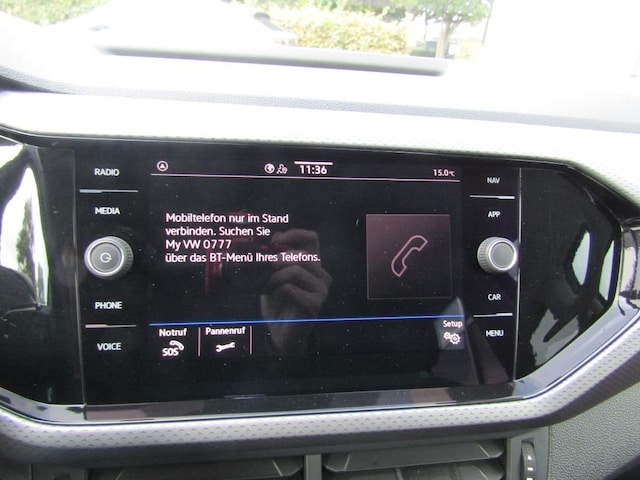 RADIO
MEDIA
PHONE
VOICE
11:36
15.0°C
Mobiltelefon nur im Stand
verbinden. Suchen Sie
My VW 0777
über das BT-Menü Ihres Telefons.
Notruf
SOS
Pannenruf
Setup
NAV
APP
CAR
MENU